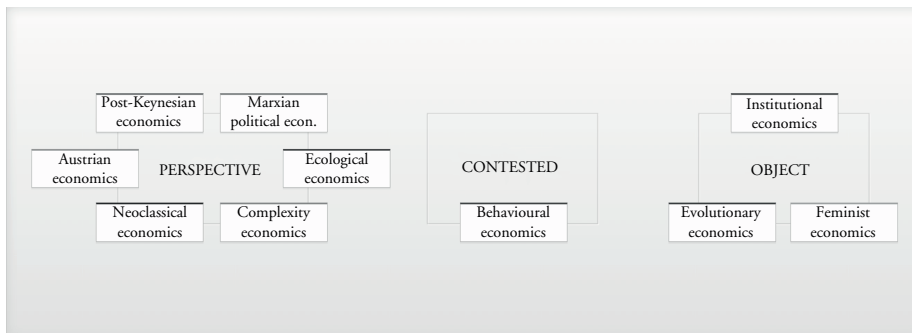 Post-Keynesian
economics
Marxian
political econ.
Austrian
economics
PERSPECTIVE
Ecological
economics
Neoclassical
economics
Complexity
economics
CONTESTED
Behavioural
economics
Institutional
economics
OBJECT
Evolutionary
economics
Feminist
economics